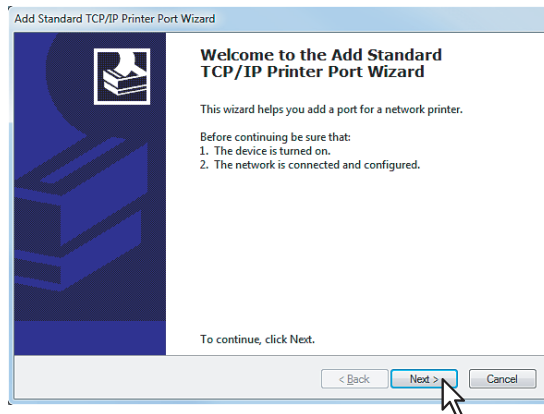 Add Standard TCP/IP Printer Port Wizard
Welcome to the Add Standard
TCP/IP Printer Port Wizard
This wizard helps you add a port for a network printer.
Before continuing be sure that:
1. The device is turned on.
2. The network is connected and configured.
To continue, click Next.
< Back Next > Cancel